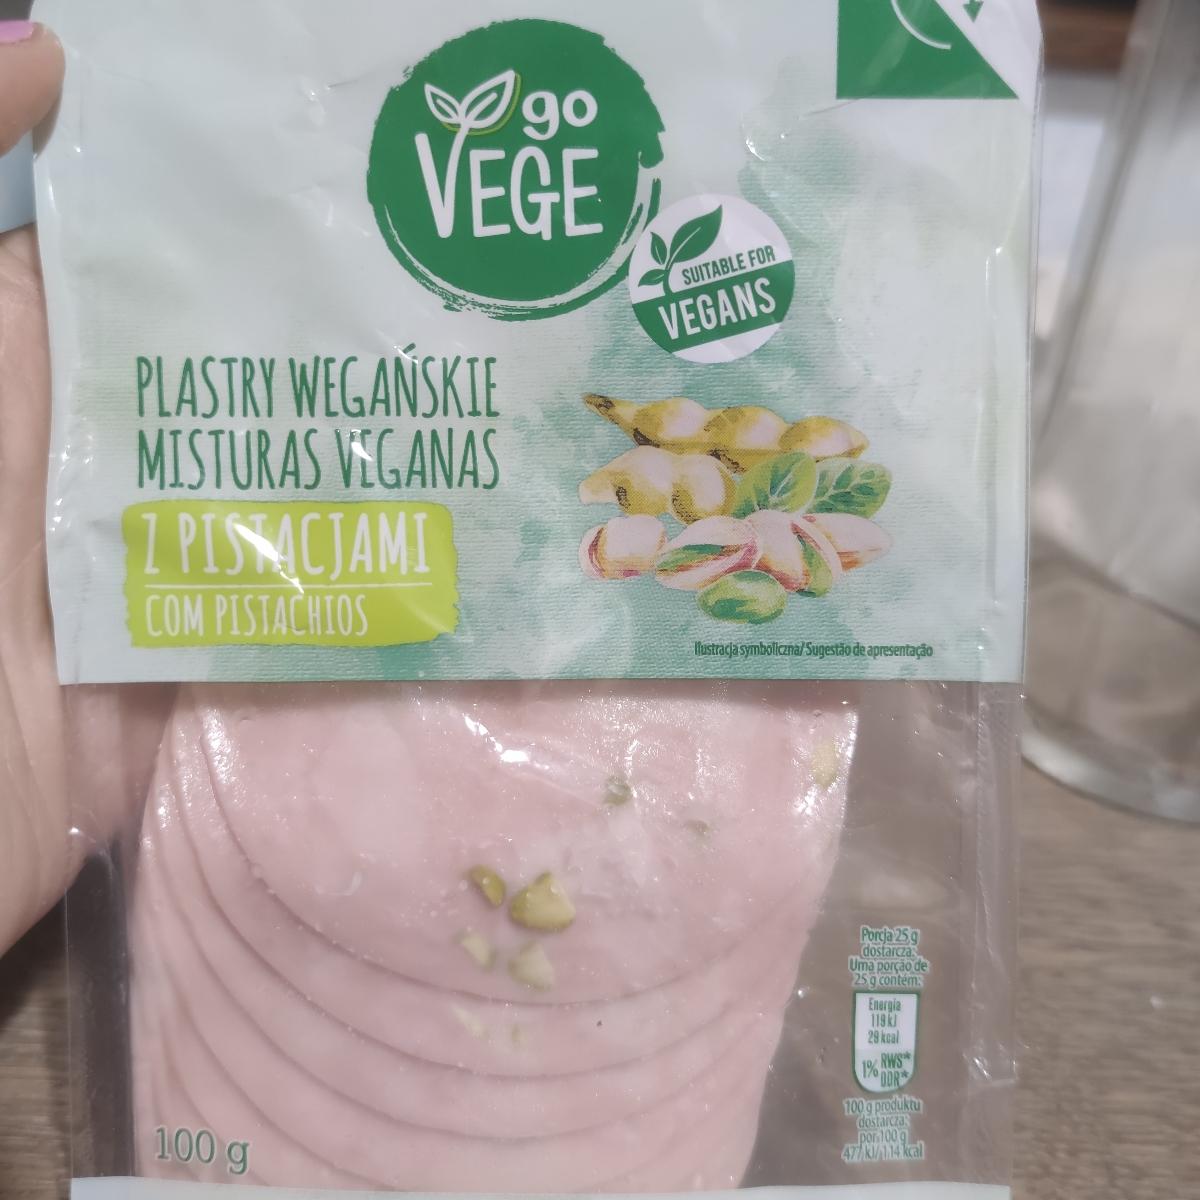 go
VEGE
SUITABLE FOR
VEGANS
PLASTRY WEGAŃSKIE
MISTURAS VEGANAS
Z PISTACJAMI
COM PISTACHIOS
Ilustracja symboliczna/ Sugestão de apresentação
Porcja 25 g
dostarcza:
Uma porção de
25 g contém:
Energia
119 kJ
28 kcal
1% RWS*
DDR*
100 g produktu
dostarcza:
por 100 g
477 kJ/ 114 kcal
100 g